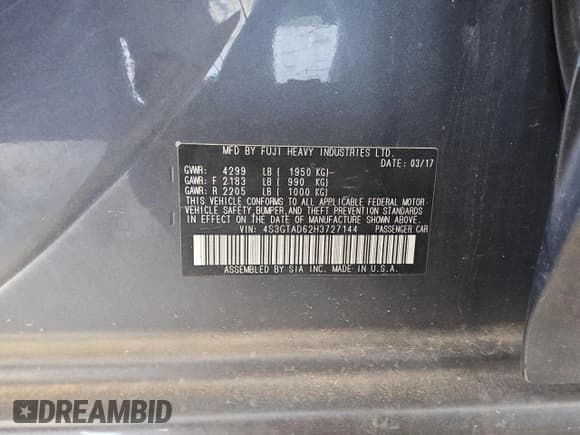 MFD BY FUJI HEAVY INDUSTRIES LTD.
DATE: 03/17
GVWR: 4299 LB ( 1950 KG)
GAWR: F 2183 LB ( 990 KG)
GAWR: R 2205 LB ( 1000 KG)
THIS VEHICLE CONFORMS TO ALL APPLICABLE FEDERAL MOTOR
VEHICLE SAFETY,BUMPER,AND THEFT PREVENTION STANDARDS
IN EFFECT ON THE DATE OF MANUFACTURE SHOWN ABOVE.
VIN: 4S3GTAD62H3727144 PASSENGER CAR
ASSEMBLED BY SIA INC. MADE IN U.S.A.
DREAMBID